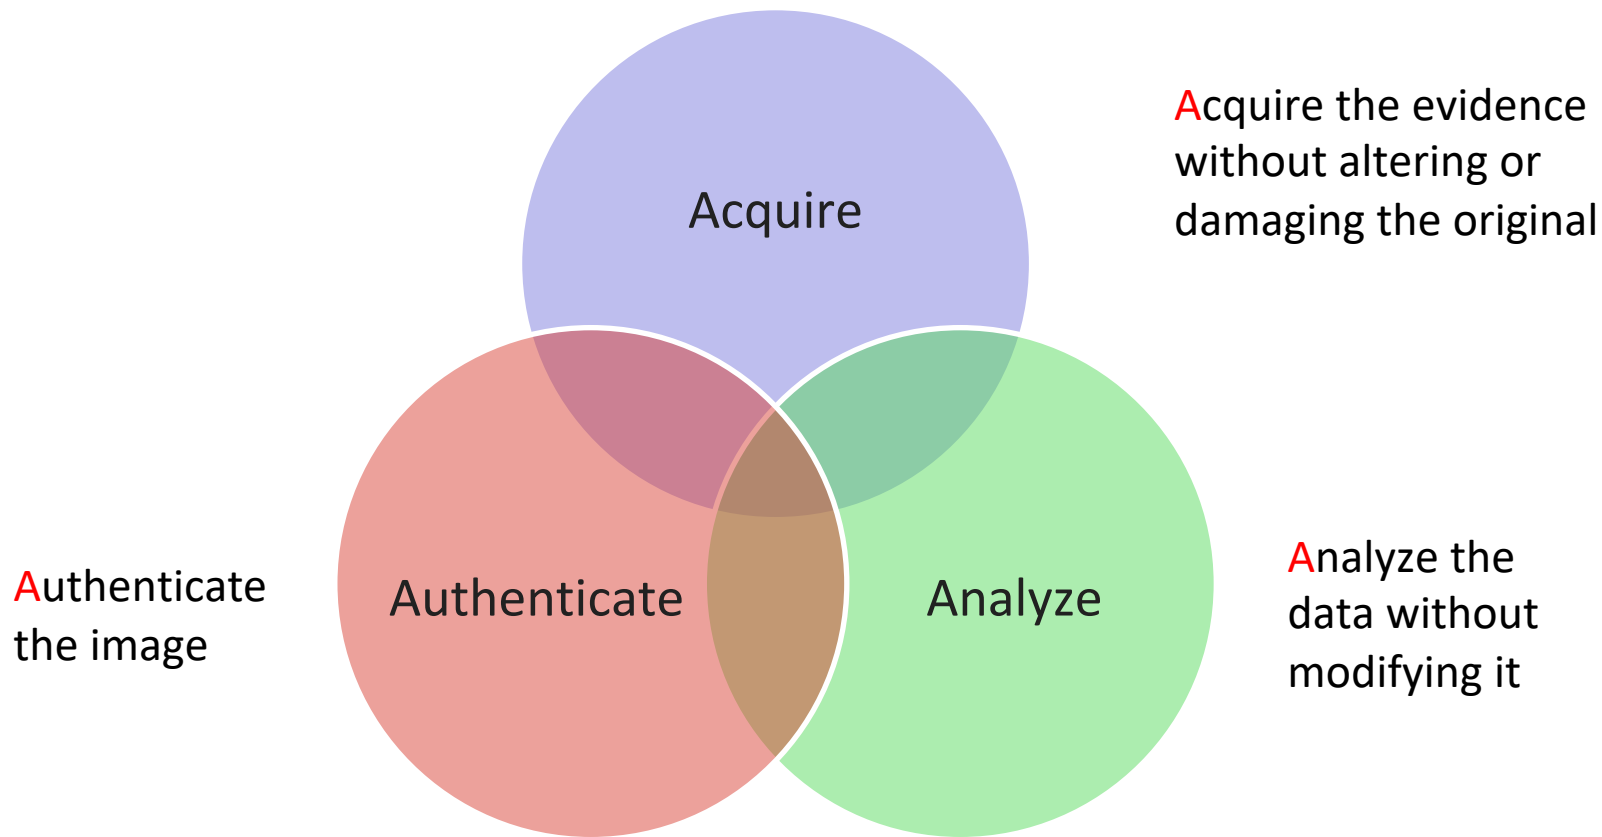 Acquire
Acquire the evidence
without altering or
damaging the original
Authenticate
the image
Authenticate
Analyze
Analyze the
data without
modifying it